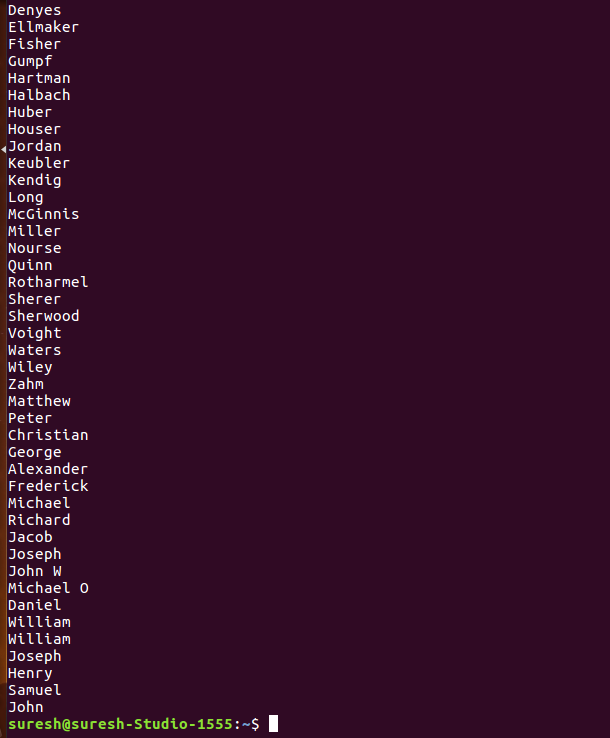 Denyes
Ellmaker
Fisher
Gumpf
Hartman
Halbach
Huber
Houser
Jordan
Keubler
Kendig
Long
McGinnis
Miller
Nourse
Quinn
Rotharmel
Sherer
Sherwood
Voight
Waters
Wiley
Zahm
Matthew
Peter
Christian
George
Alexander
Frederick
Michael
Richard
Jacob
Joseph
John W
Michael O
Daniel
William
William
Joseph
Henry
Samuel
John
suresh@suresh-Studio-1555:~$